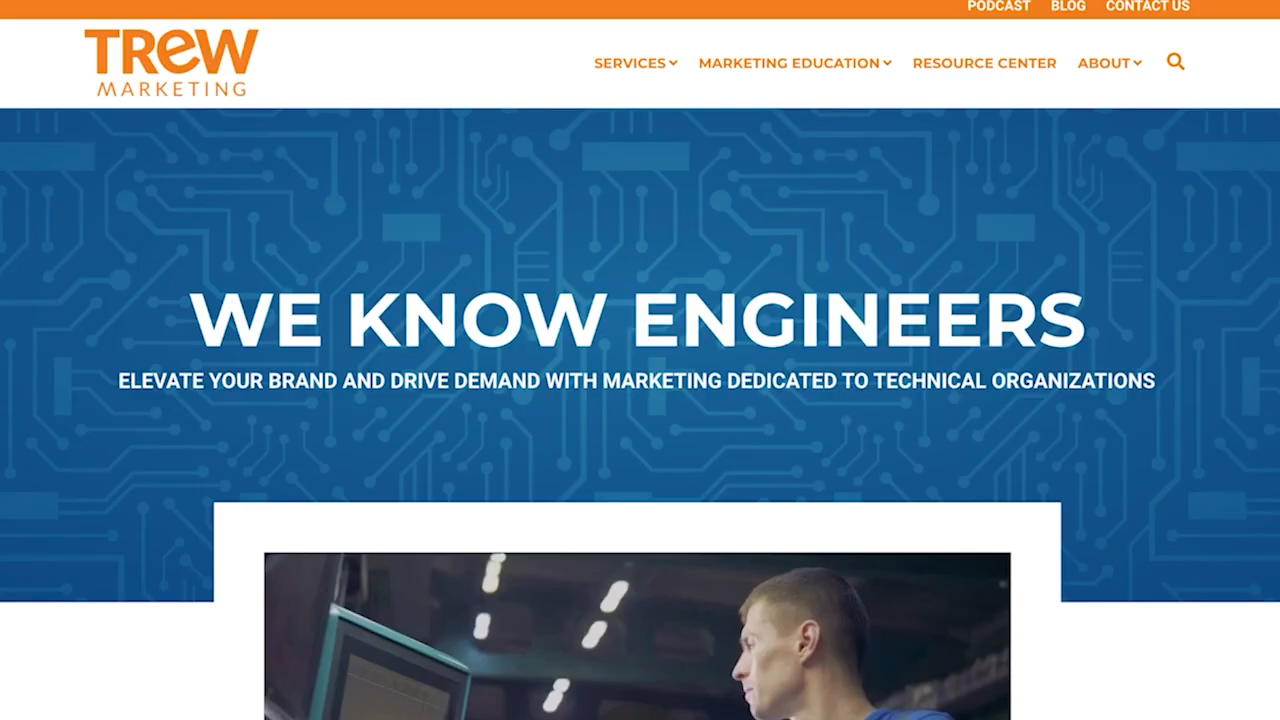 PODCAST BLOG CONTACT US
TREW
MARKETING
SERVICES MARKETING EDUCATION RESOURCE CENTER ABOUT
WE KNOW ENGINEERS
ELEVATE YOUR BRAND AND DRIVE DEMAND WITH MARKETING DEDICATED TO TECHNICAL ORGANIZATIONS